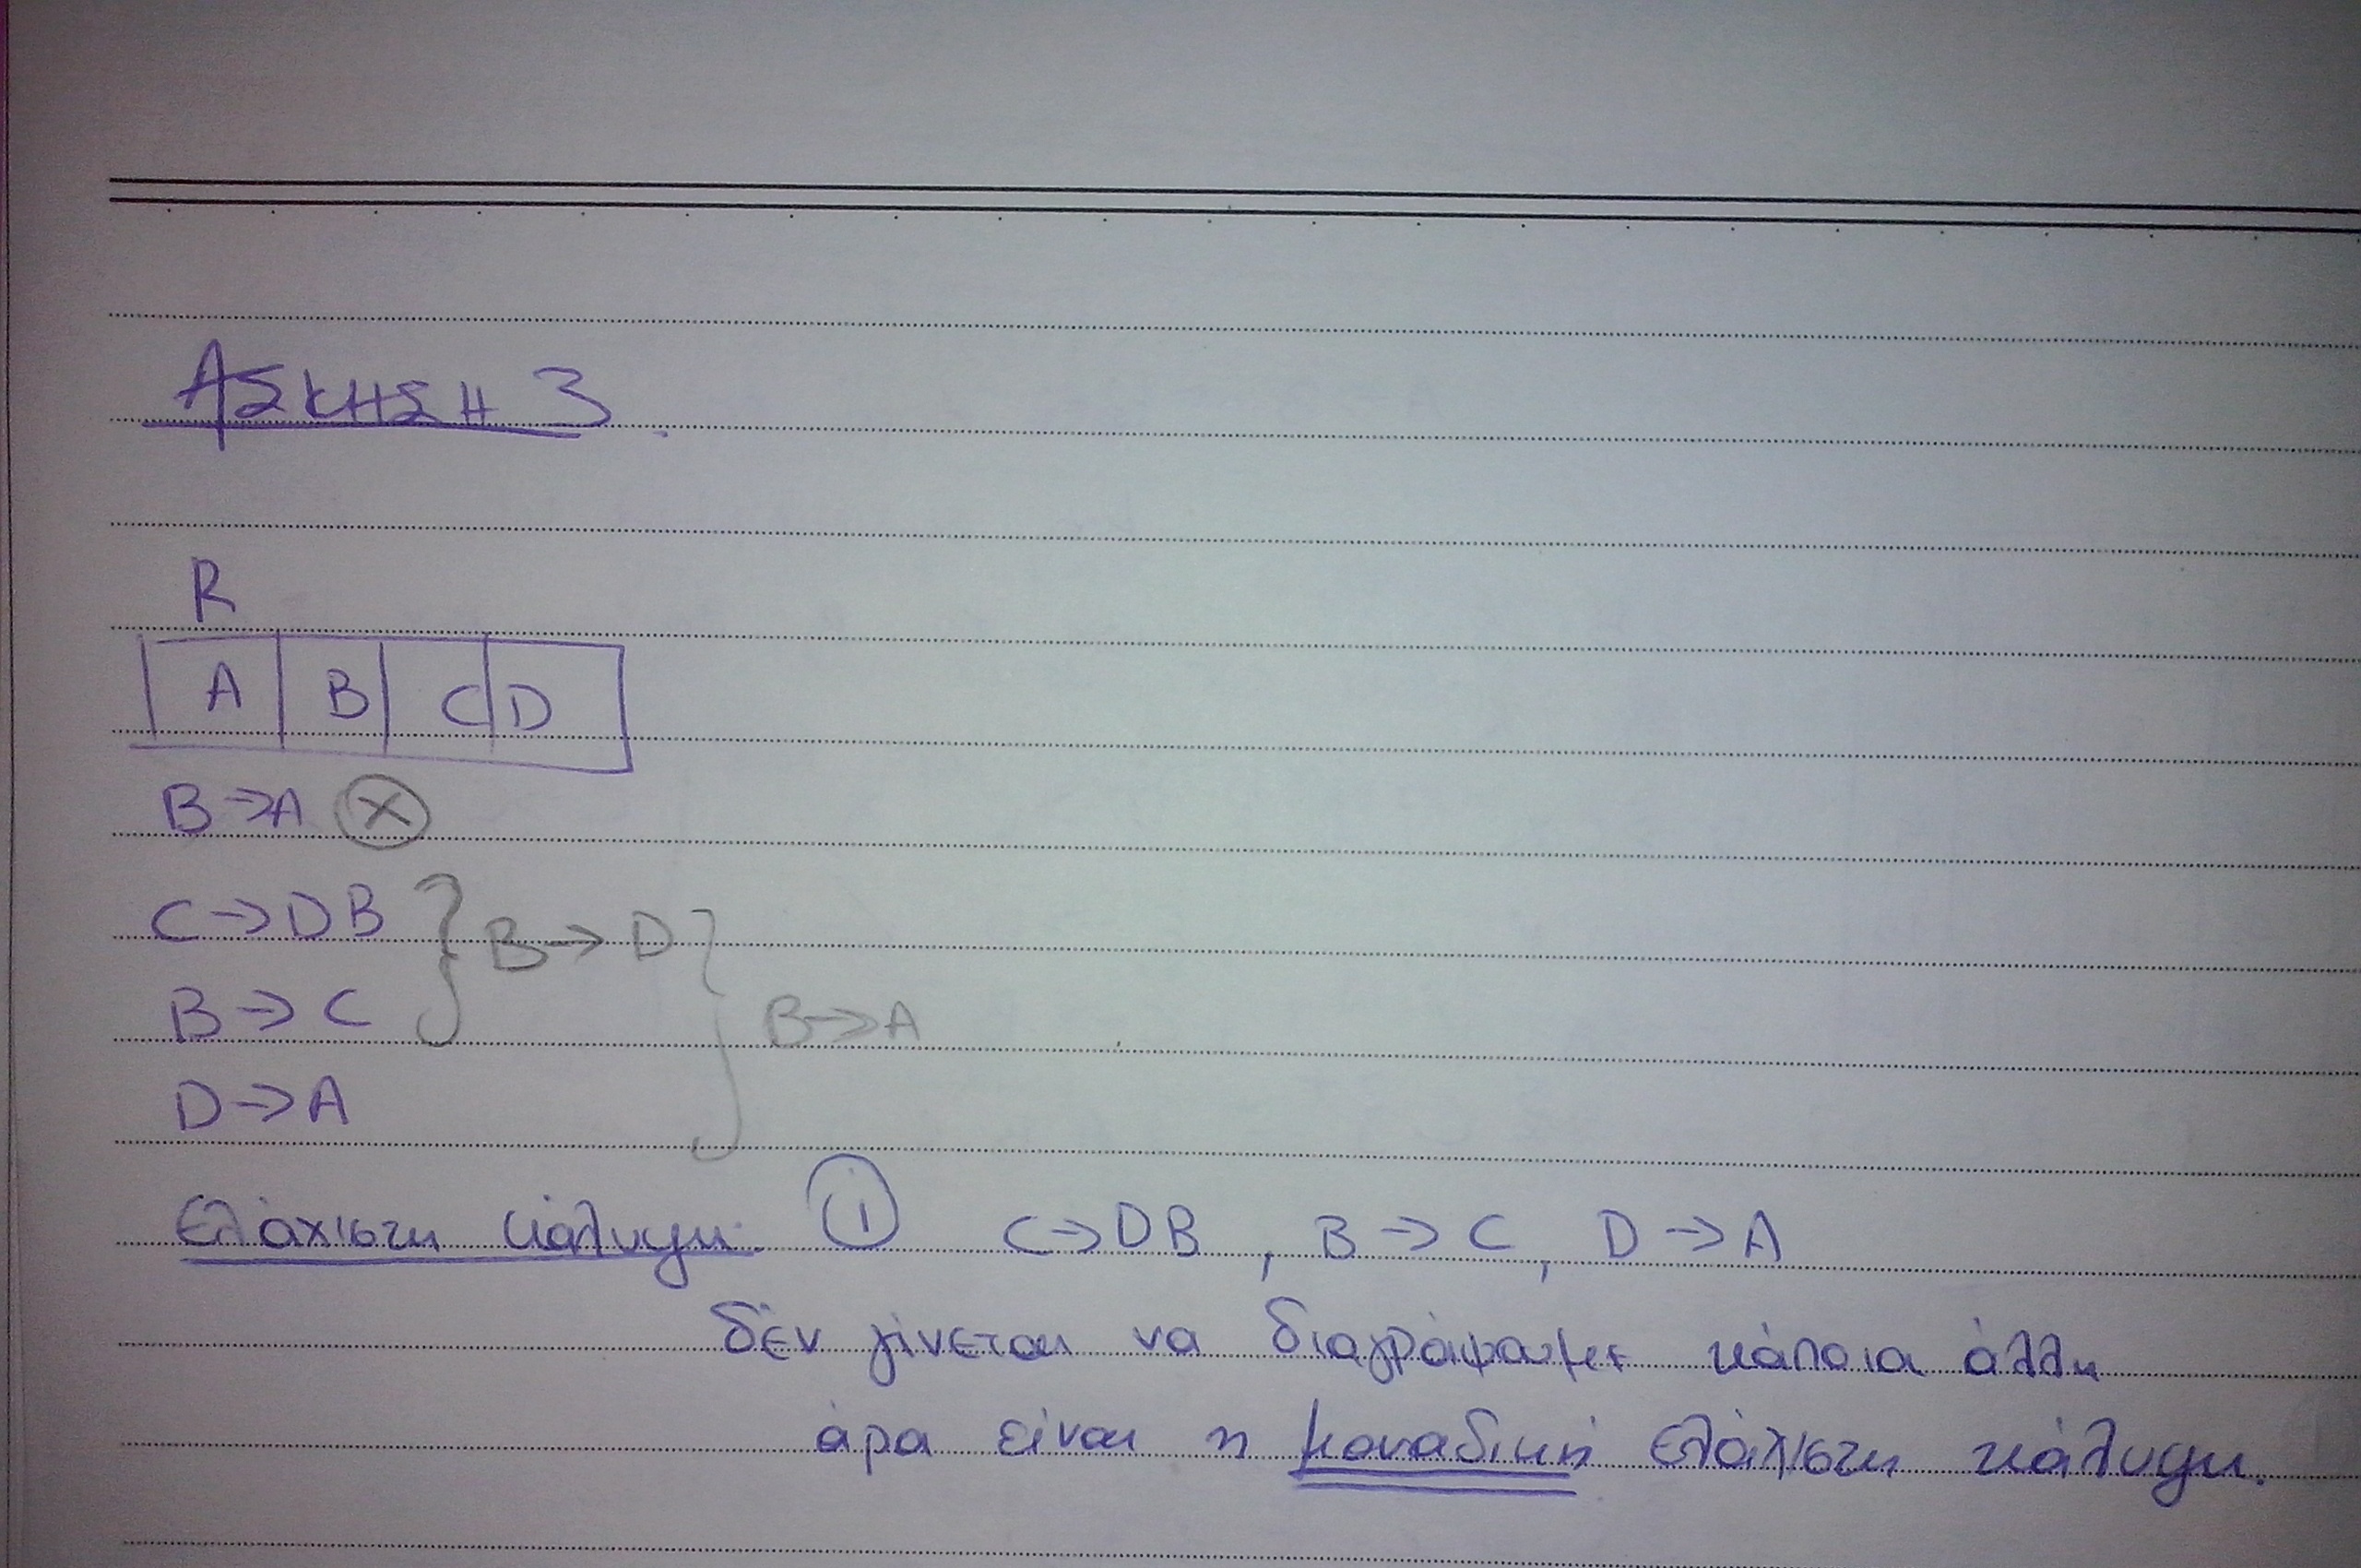 ΑΣΚΗΣΗ 3
R
A B C D
B→A Ⓧ
C→DB } B→D }
B→C B→A
D→A
Ελάχιστη κάλυψη. ① C→DB, B→C, D→A
δεν γίνεται να διαγράψουμε κάποια άλλη
άρα είναι η μοναδική ελάχιστη κάλυψη.